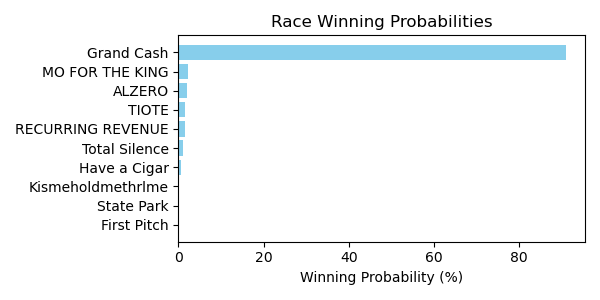 Race Winning Probabilities
Grand Cash
MO FOR THE KING
ALZERO
TIOTE
RECURRING REVENUE
Total Silence
Have a Cigar
Kismeholdmethrlme
State Park
First Pitch
0 20 40 60 80
Winning Probability (%)